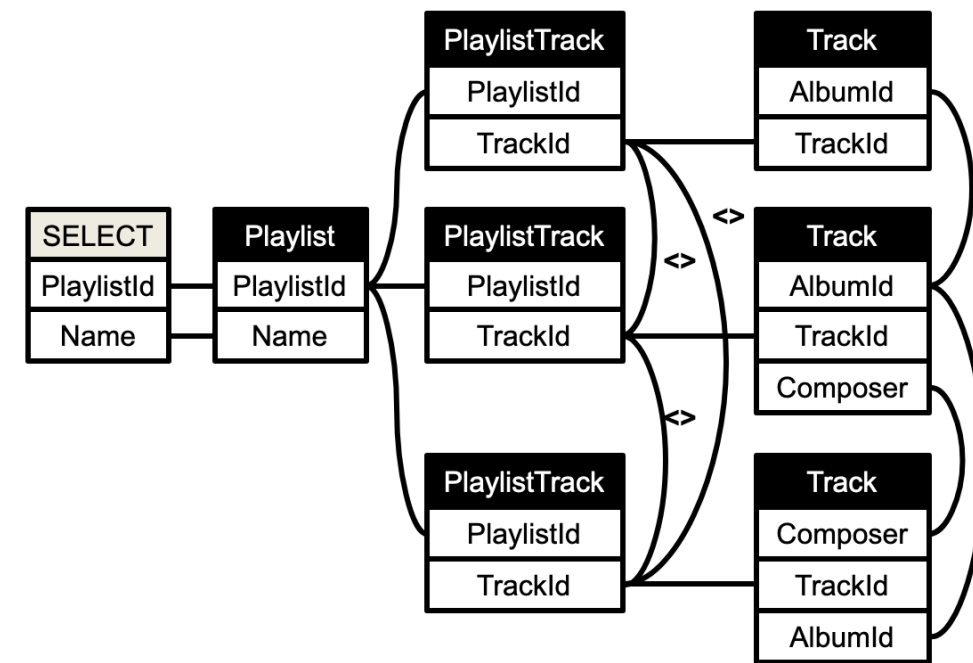 SELECT
PlaylistId
Name
Playlist
PlaylistId
Name
PlaylistTrack
PlaylistId
TrackId
PlaylistTrack
PlaylistId
TrackId
PlaylistTrack
PlaylistId
TrackId
<>
<>
<>
Track
AlbumId
TrackId
Track
AlbumId
TrackId
Composer
Track
Composer
TrackId
AlbumId